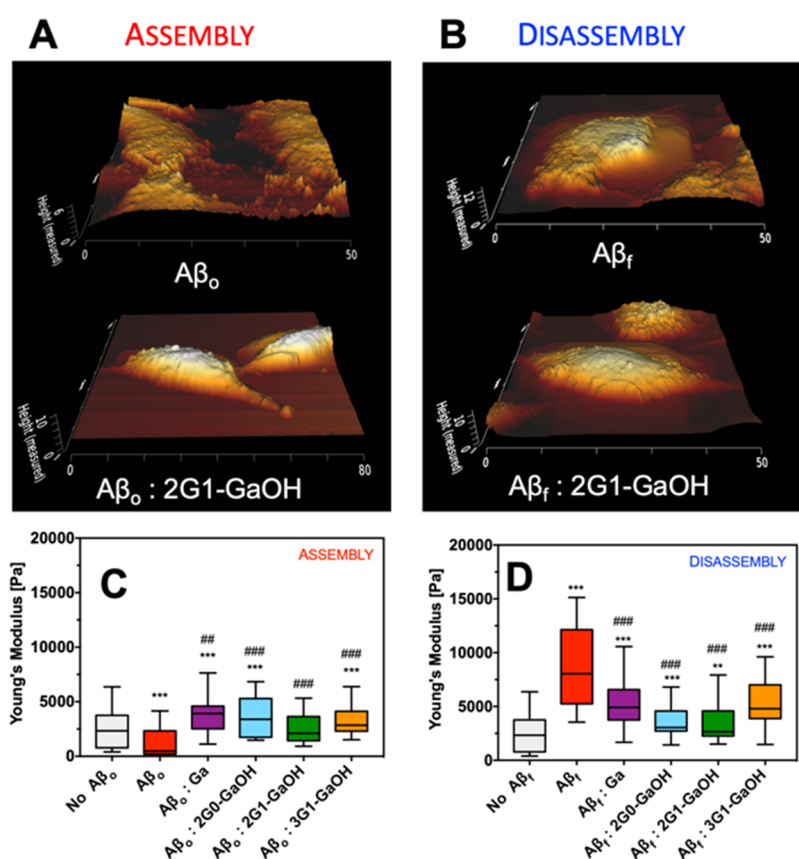 A ASSEMBLY
B DISASSEMBLY
Height (measured)
6
0
0
50
Aβo
Height (measured)
12
0
0
50
Aβf
Height (measured)
10
0
0
80
Aβo : 2G1-GaOH
Height (measured)
10
0
0
50
Aβf : 2G1-GaOH
C
ASSEMBLY
Young's Modulus [Pa]
20000
15000
10000
5000
0
***
##
***
###
***
###
###
***
No Aβo
Aβo
Aβo : Ga
Aβo : 2G0-GaOH
Aβo : 2G1-GaOH
Aβo : 3G1-GaOH
D
DISASSEMBLY
Young's Modulus [Pa]
20000
15000
10000
5000
0
***
###
***
###
***
###
**
###
***
No Aβf
Aβf
Aβf : Ga
Aβf : 2G0-GaOH
Aβf : 2G1-GaOH
Aβf : 3G1-GaOH